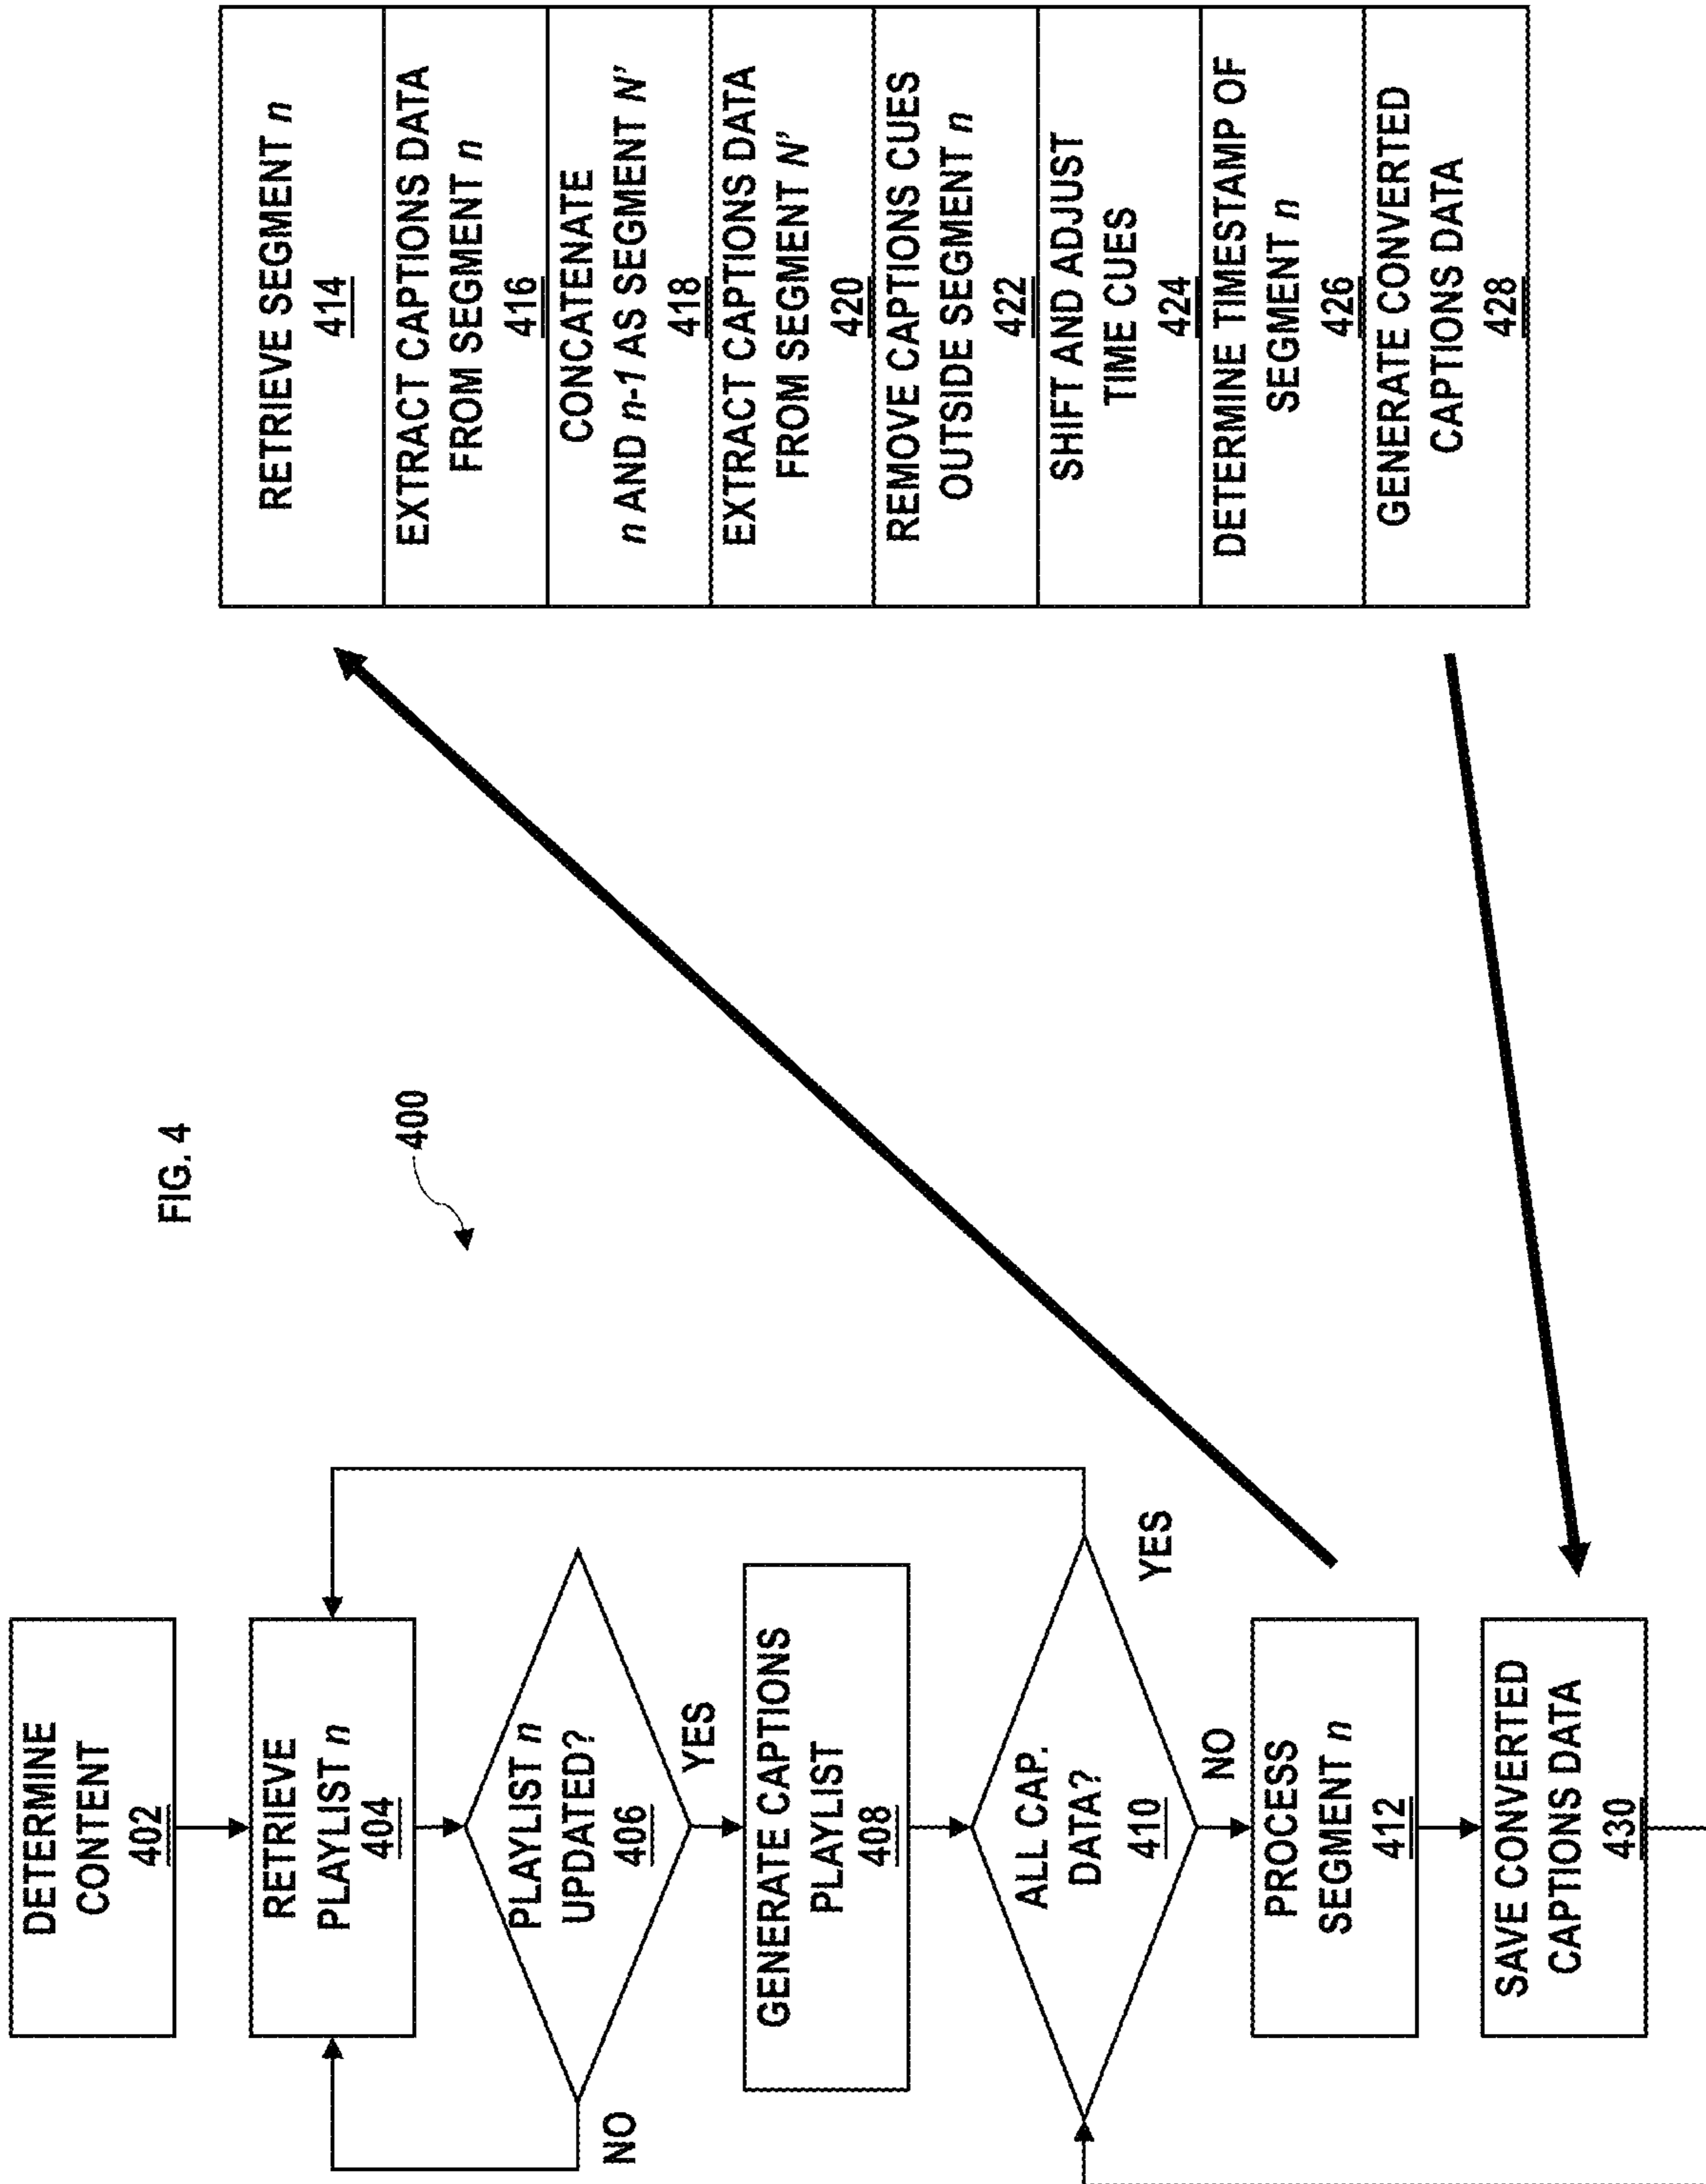 FIG. 4
400
DETERMINE
CONTENT
402
RETRIEVE
PLAYLIST n
404
PLAYLIST n
UPDATED?
406
NO
YES
GENERATE CAPTIONS
PLAYLIST
408
ALL CAP.
DATA?
410
YES
NO
PROCESS
SEGMENT n
412
SAVE CONVERTED
CAPTIONS DATA
430
RETRIEVE SEGMENT n
414
EXTRACT CAPTIONS DATA
FROM SEGMENT n
416
CONCATENATE
n AND n-1 AS SEGMENT N'
418
EXTRACT CAPTIONS DATA
FROM SEGMENT N'
420
REMOVE CAPTIONS CUES
OUTSIDE SEGMENT n
422
SHIFT AND ADJUST
TIME CUES
424
DETERMINE TIMESTAMP OF
SEGMENT n
426
GENERATE CONVERTED
CAPTIONS DATA
428